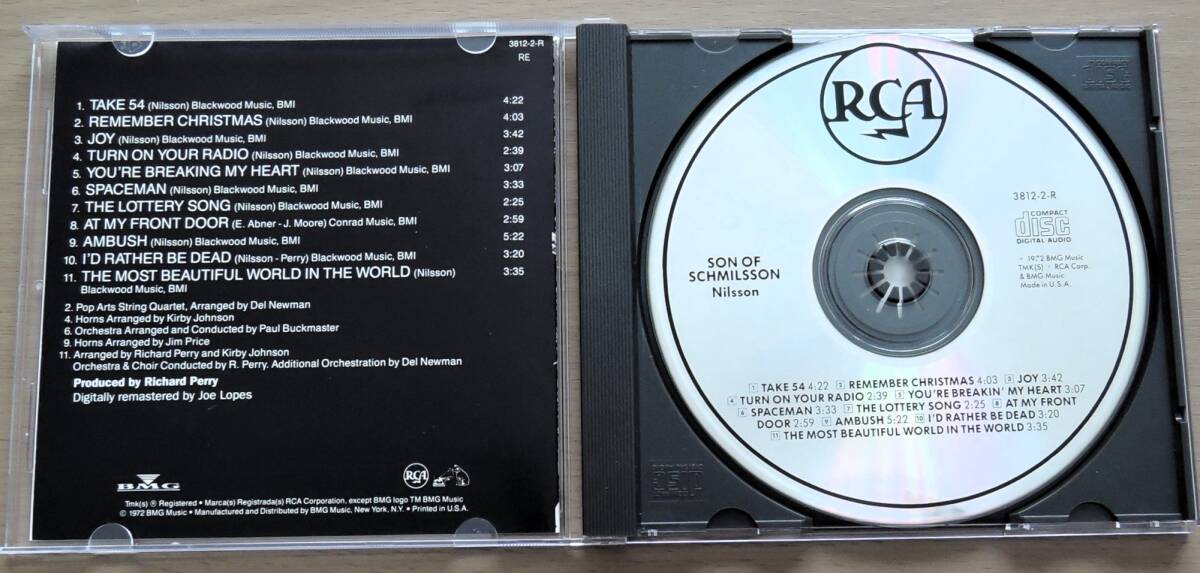 3812-2-R
RE
1. TAKE 54 (Nilsson) Blackwood Music, BMI 4:22
2. REMEMBER CHRISTMAS (Nilsson) Blackwood Music, BMI 4:03
3. JOY (Nilsson) Blackwood Music, BMI 3:42
4. TURN ON YOUR RADIO (Nilsson) Blackwood Music, BMI 2:39
5. YOU'RE BREAKING MY HEART (Nilsson) Blackwood Music, BMI 3:07
6. SPACEMAN (Nilsson) Blackwood Music, BMI 3:33
7. THE LOTTERY SONG (Nilsson) Blackwood Music, BMI 2:25
8. AT MY FRONT DOOR (E. Abner - J. Moore) Conrad Music, BMI 2:59
9. AMBUSH (Nilsson) Blackwood Music, BMI 5:22
10. I'D RATHER BE DEAD (Nilsson - Perry) Blackwood Music, BMI 3:20
11. THE MOST BEAUTIFUL WORLD IN THE WORLD (Nilsson) 3:35
Blackwood Music, BMI
2. Pop Arts String Quartet, Arranged by Del Newman
4. Horns Arranged by Kirby Johnson
6. Orchestra Arranged and Conducted by Paul Buckmaster
9. Horns Arranged by Jim Price
11. Arranged by Richard Perry and Kirby Johnson
Orchestra & Choir Conducted by R. Perry. Additional Orchestration by Del Newman
Produced by Richard Perry
Digitally remastered by Joe Lopes
BMG
RCA
Tmk(s) ® Registered • Marca(s) Registrada(s) RCA Corporation, except BMG logo TM BMG Music
© 1972 BMG Music • Manufactured and Distributed by BMG Music, New York, N.Y. • Printed in U.S.A.
RCA
3812-2-R
COMPACT
disc
DIGITAL AUDIO
1972 BMG Music
TMK(S) RCA Corp.
& BMG Music
Made in U.S.A.
SON OF
SCHMILSSON
Nilsson
1 TAKE 54 4:22 2 REMEMBER CHRISTMAS 4:03 3 JOY 3:42
4 TURN ON YOUR RADIO 2:39 5 YOU'RE BREAKIN' MY HEART 3:07
6 SPACEMAN 3:33 7 THE LOTTERY SONG 2:25 8 AT MY FRONT
DOOR 2:59 9 AMBUSH 5:22 10 I'D RATHER BE DEAD 3:20
11 THE MOST BEAUTIFUL WORLD IN THE WORLD 3:35